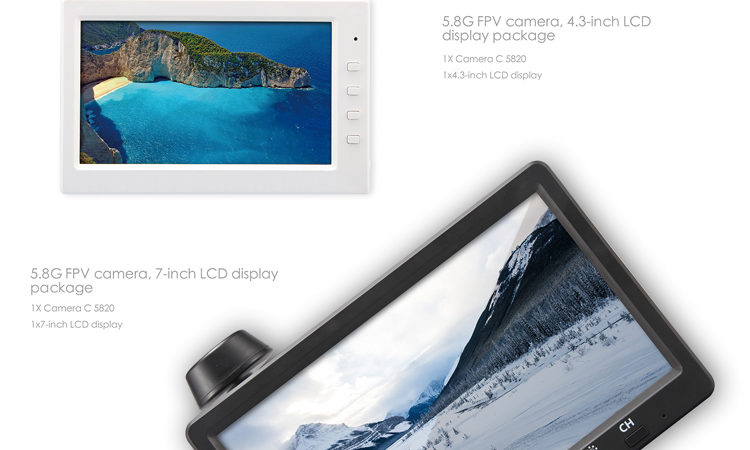 5.8G FPV camera, 4.3-inch LCD
display package
1X Camera C 5820
1x4.3-inch LCD display
5.8G FPV camera, 7-inch LCD display
package
1X Camera C 5820
1x7-inch LCD display
CH